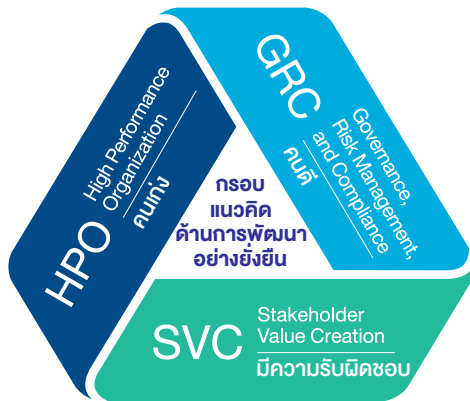 HPO
High Performance
Organization
คนเก่ง
GRC
Governance,
Risk Management,
and Compliance
คนดี
กรอบ
แนวคิด
ด้านการพัฒนา
อย่างยั่งยืน
SVC
Stakeholder
Value Creation
มีความรับผิดชอบ